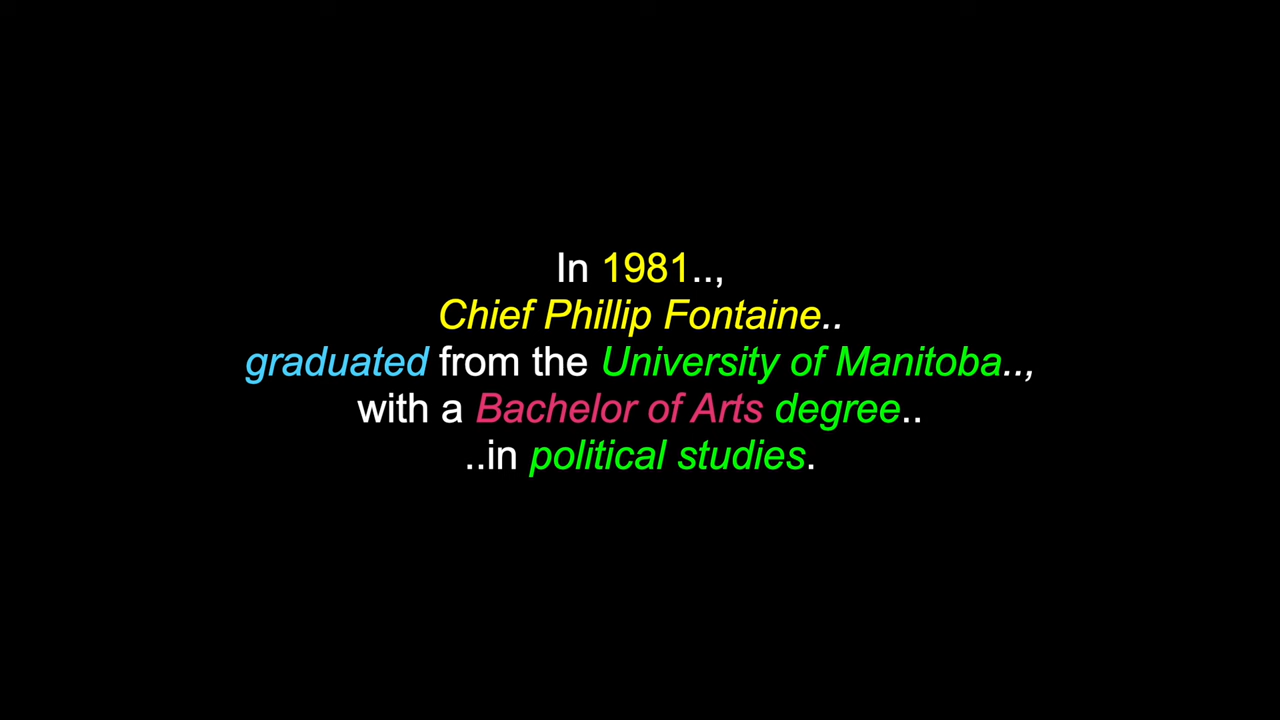 In 1981..,
Chief Phillip Fontaine..
graduated from the University of Manitoba..,
with a Bachelor of Arts degree..
..in political studies.